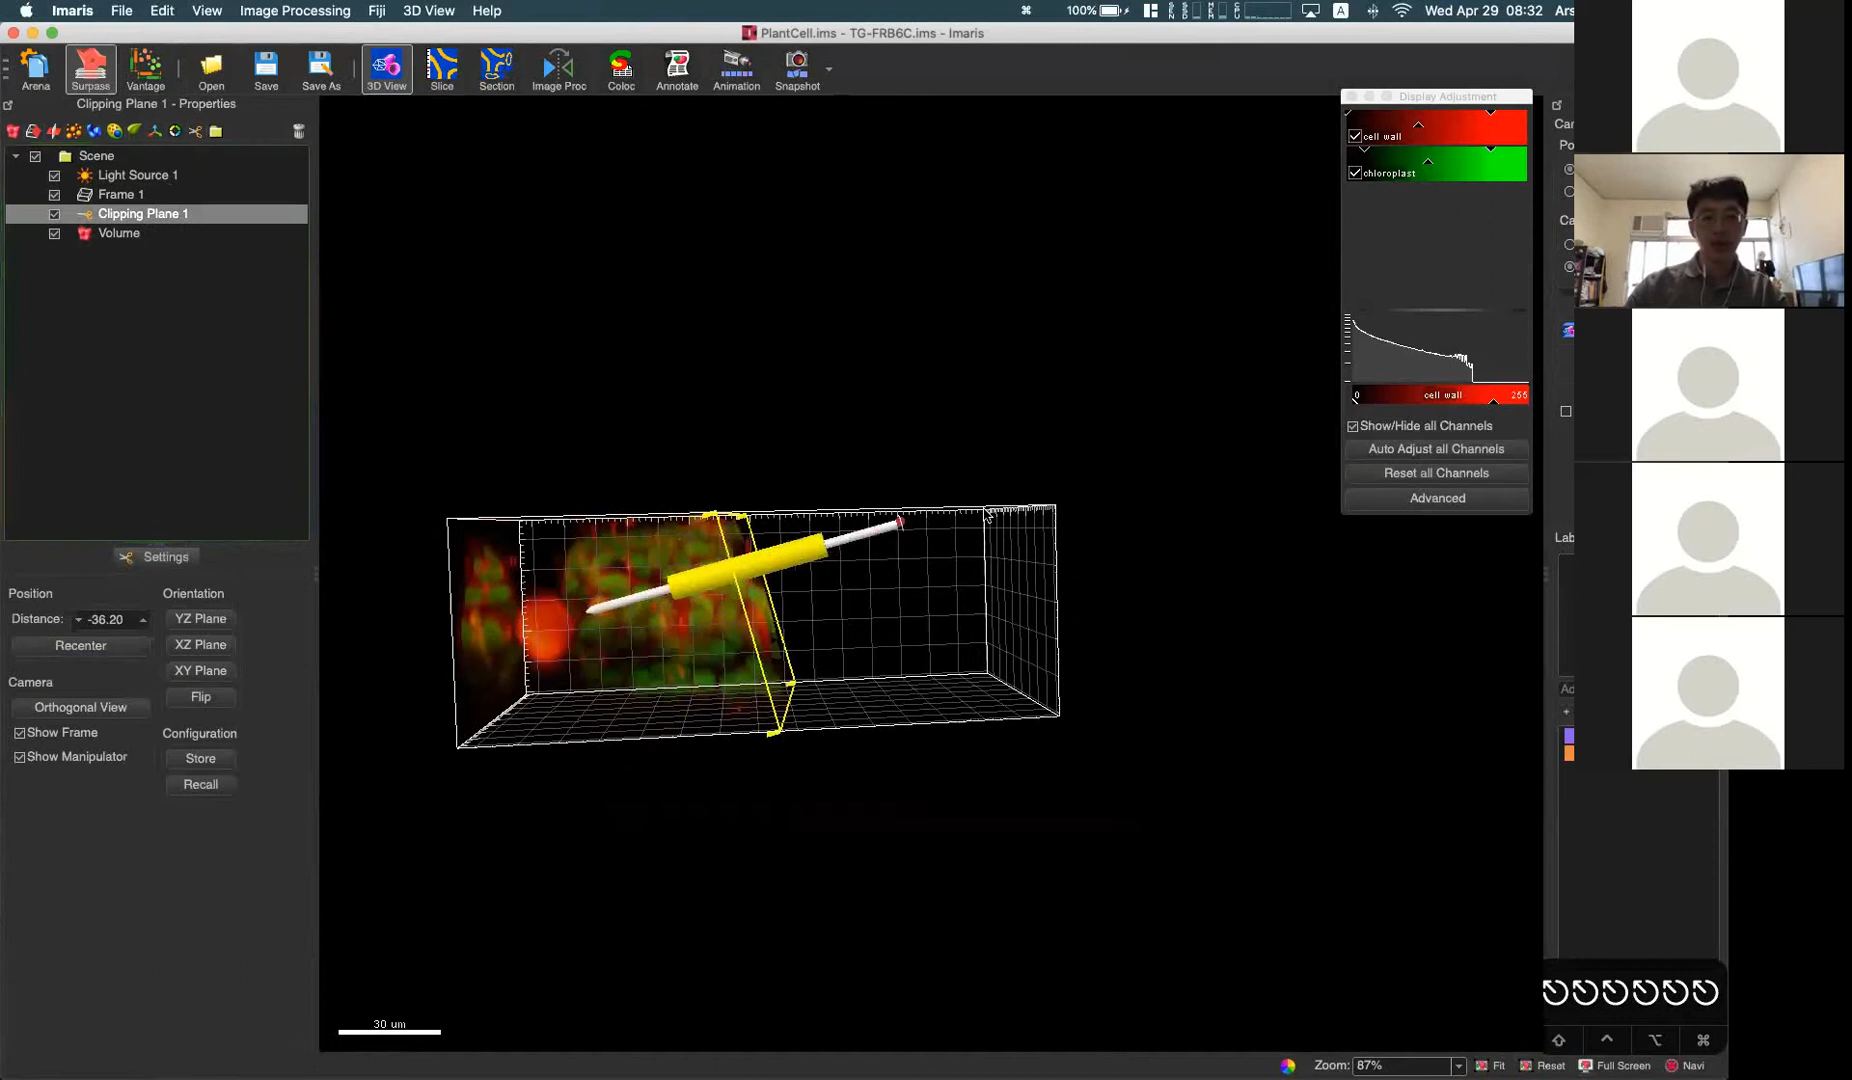 Imaris File Edit View Image Processing Fiji 3D View Help
100% A Wed Apr 29 08:32 Ars
PlantCell.ims - TG-FRB6C.ims - Imaris
Arena Surpass Vantage Open Save Save As 3D View Slice Section Image Proc Coloc Annotate Animation Snapshot
Clipping Plane 1 - Properties
Scene
Light Source 1
Frame 1
Clipping Plane 1
Volume
Settings
Position
Distance: -36.20
Recenter
Camera
Orthogonal View
Show Frame
Show Manipulator
Orientation
YZ Plane
XZ Plane
XY Plane
Flip
Configuration
Store
Recall
30 um
Display Adjustment
cell wall
chloroplast
0 cell wall 255
Show/Hide all Channels
Auto Adjust all Channels
Reset all Channels
Advanced
Zoom: 87% Fit Reset Full Screen Navi